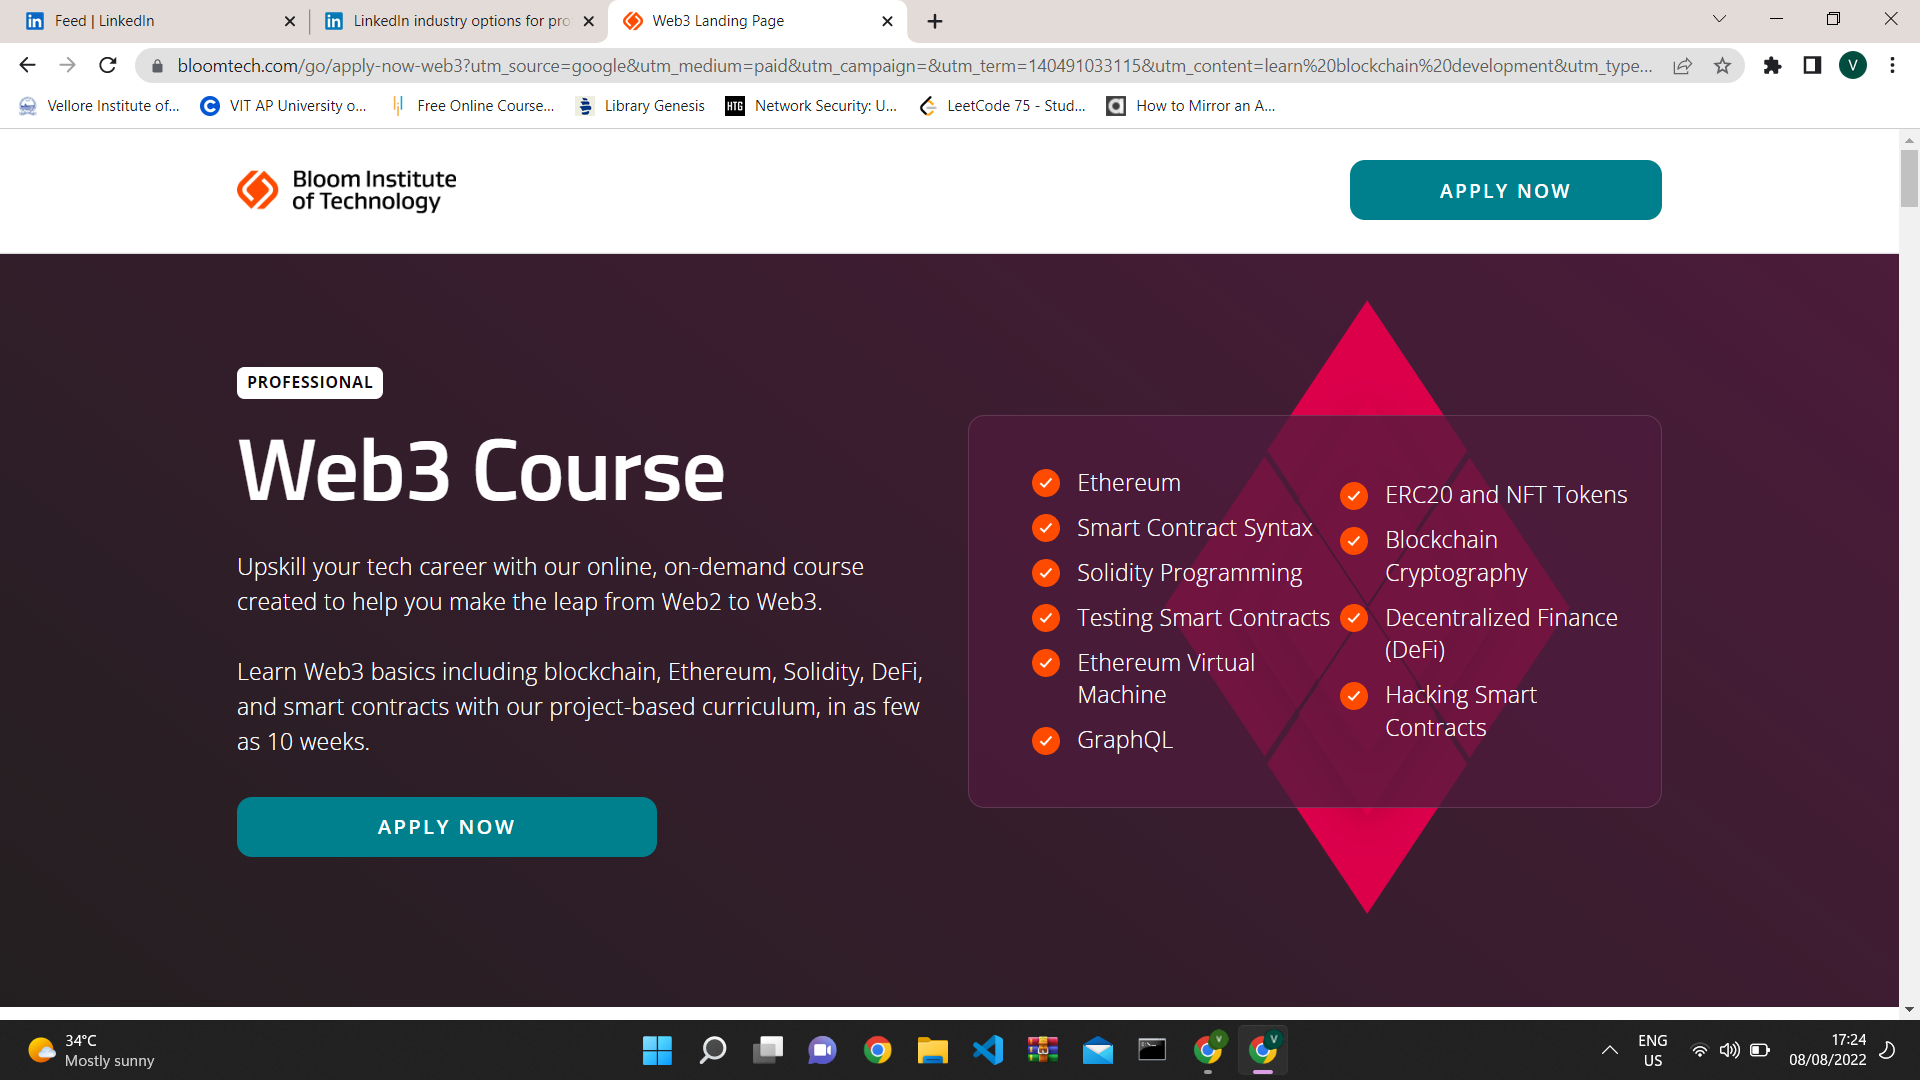 Feed | LinkedIn
LinkedIn industry options for pro
Web3 Landing Page
bloomtech.com/go/apply-now-web3?utm_source=google&utm_medium=paid&utm_campaign=&utm_term=140491033115&utm_content=learn%20blockchain%20development&utm_type...
V
Vellore Institute of...
VIT AP University o...
Free Online Course...
Library Genesis
HTG
Network Security: U...
LeetCode 75 - Stud...
How to Mirror an A...
Bloom Institute
of Technology
APPLY NOW
PROFESSIONAL
Web3 Course
Upskill your tech career with our online, on-demand course
created to help you make the leap from Web2 to Web3.
Learn Web3 basics including blockchain, Ethereum, Solidity, DeFi,
and smart contracts with our project-based curriculum, in as few
as 10 weeks.
APPLY NOW
Ethereum
Smart Contract Syntax
Solidity Programming
Testing Smart Contracts
Ethereum Virtual
Machine
GraphQL
ERC20 and NFT Tokens
Blockchain
Cryptography
Decentralized Finance
(DeFi)
Hacking Smart
Contracts
34°C
Mostly sunny
V
V
ENG
US
17:24
08/08/2022